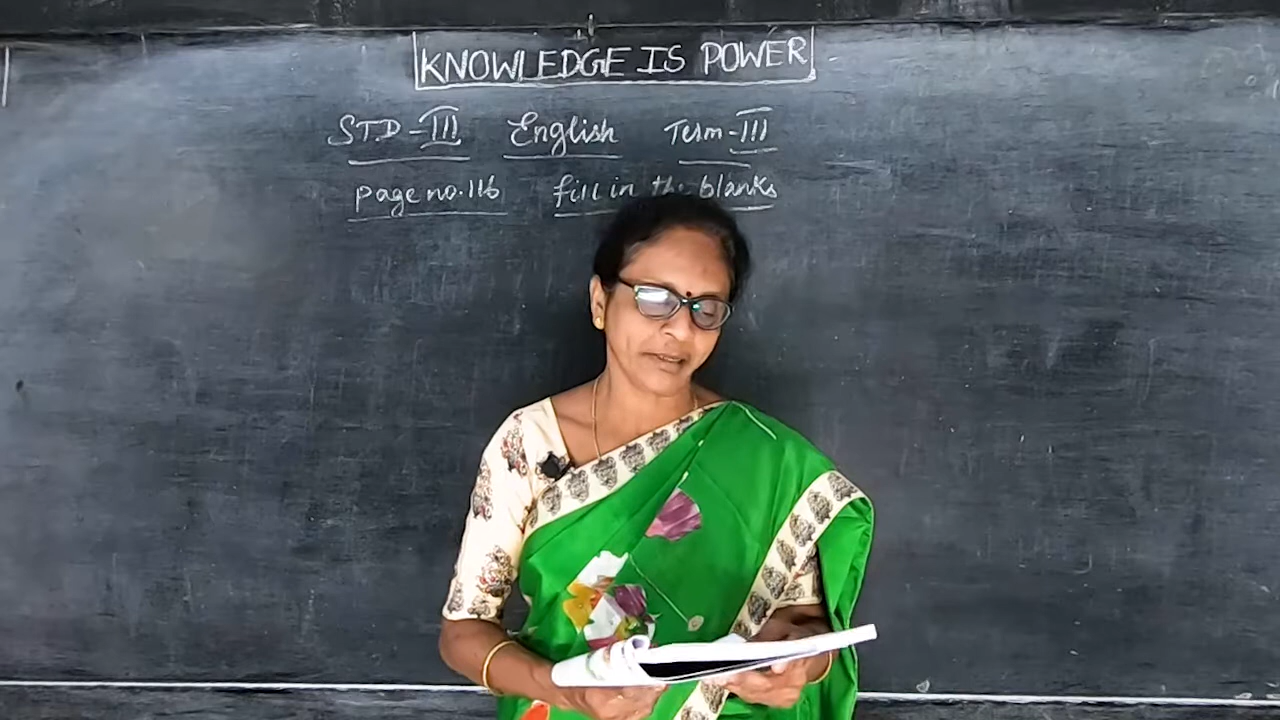 KNOWLEDGE IS POWER
STD-III English Term-III
Page no.116 fill in the blanks